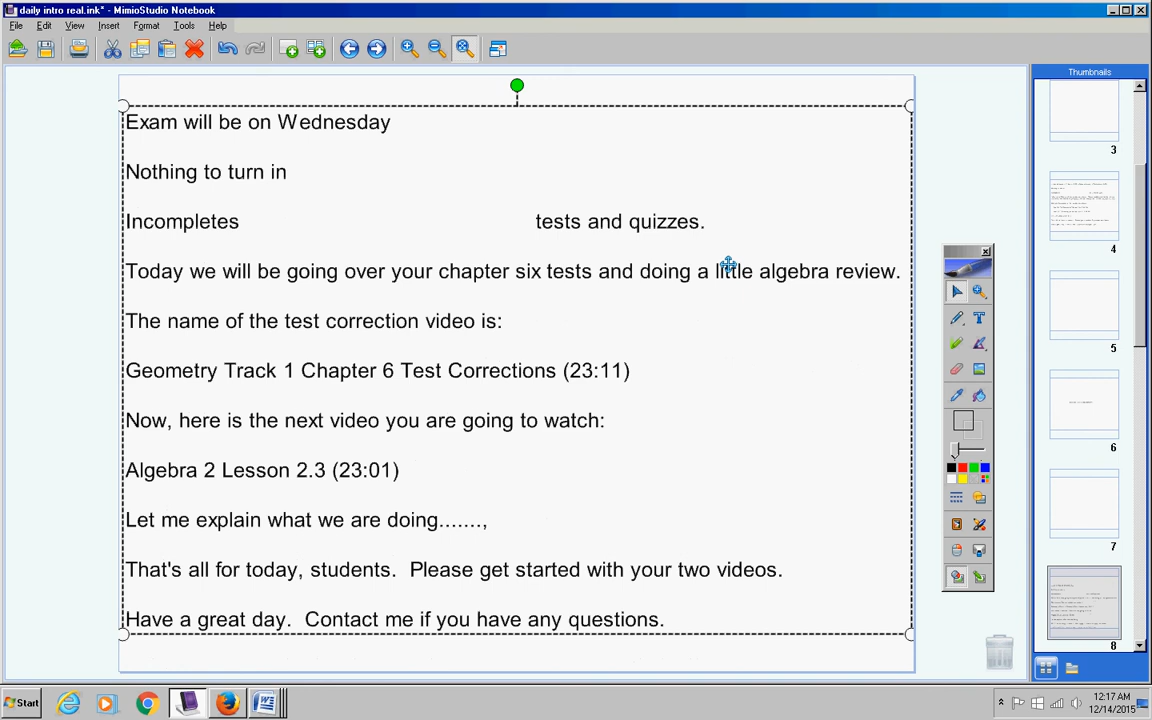 daily intro real.ink* - MimioStudio Notebook
File Edit View Insert Format Tools Help
Thumbnails
Exam will be on Wednesday
Nothing to turn in
Incompletes tests and quizzes.
Today we will be going over your chapter six tests and doing a little algebra review.
The name of the test correction video is:
Geometry Track 1 Chapter 6 Test Corrections (23:11)
Now, here is the next video you are going to watch:
Algebra 2 Lesson 2.3 (23:01)
Let me explain what we are doing.......,
That's all for today, students. Please get started with your two videos.
Have a great day. Contact me if you have any questions.
3
4
5
6
7
8
Start
12:17 AM
12/14/2015